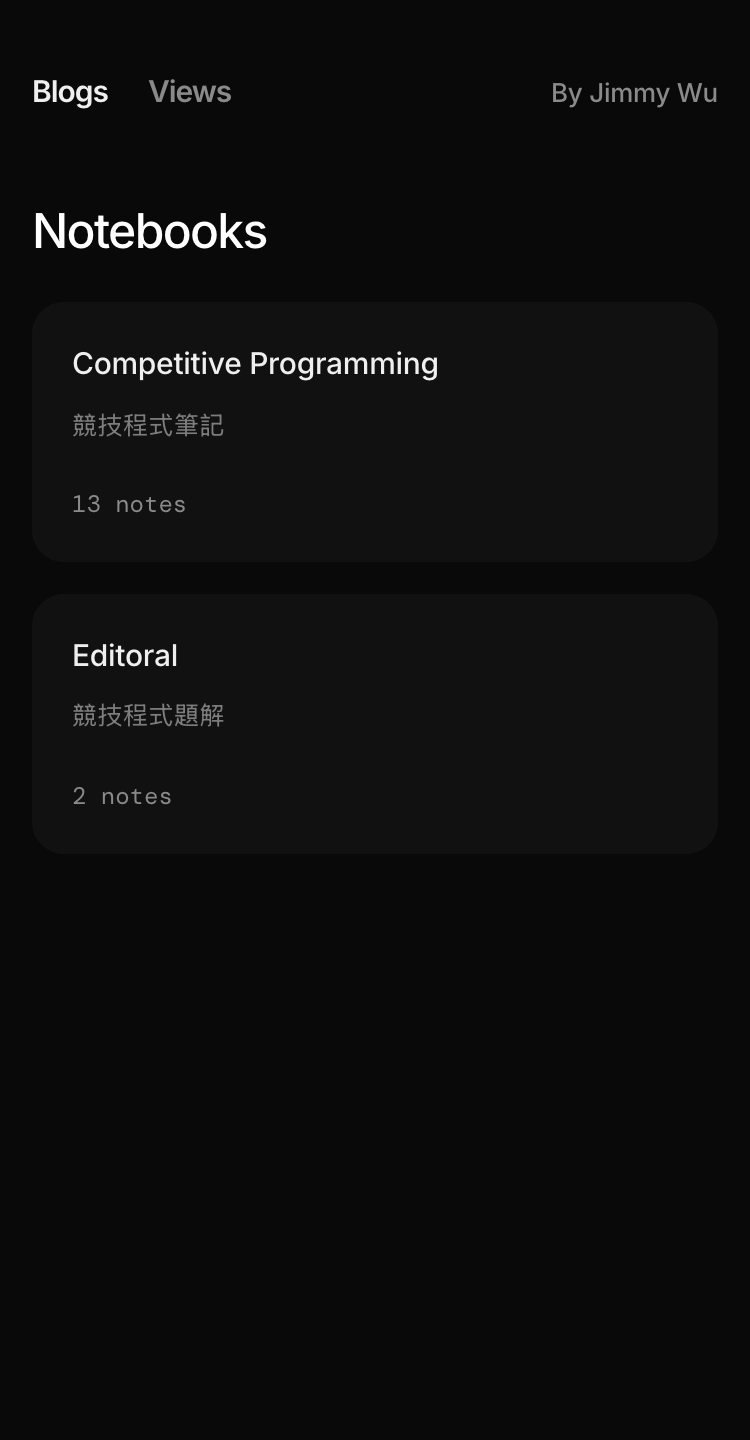 Blogs Views By Jimmy Wu
Notebooks
Competitive Programming
競技程式筆記
13 notes
Editoral
競技程式題解
2 notes